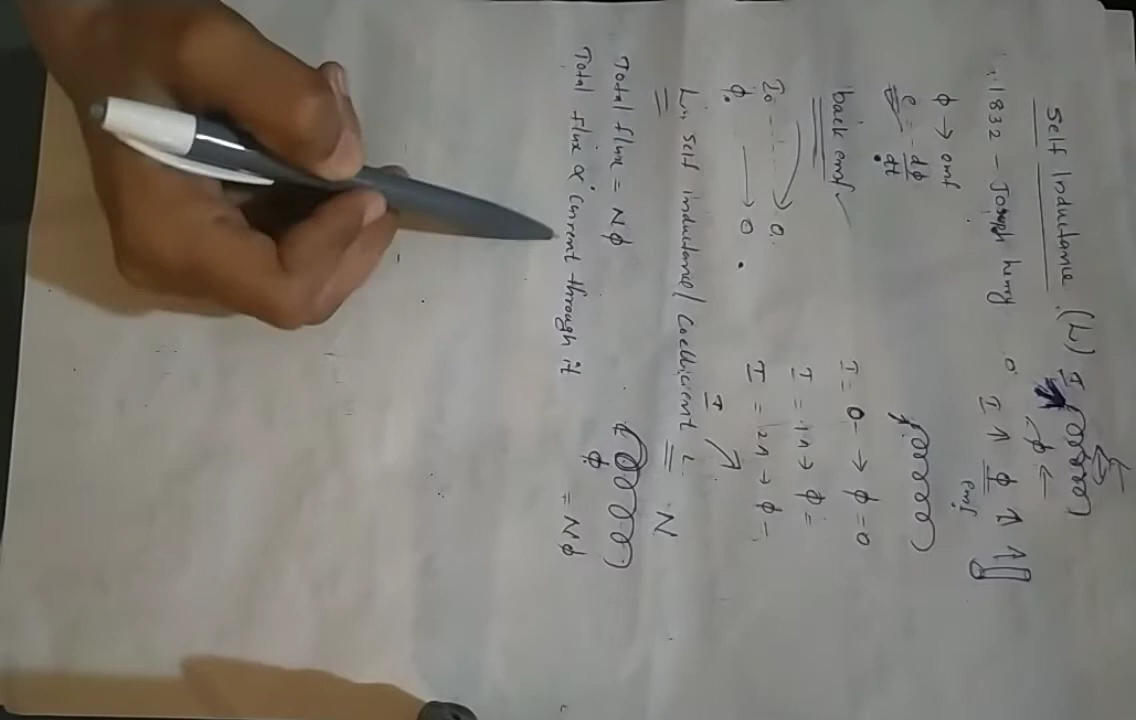 Self Inductance (L) I
ϕ
1832 - Joseph henry I ↑ ϕ ↑ ↑
ϕ → emf emf
e = - dϕ/dt
back emf ✓ I = 0 → ϕ = 0
I = 1A → ϕ =
I0 → 0 I = 2A → ϕ =
ϕ → 0 I
L, self inductance / Coefficient L N
Total flux = Nϕ ϕ
Total flux ∝ Current through it = Nϕ